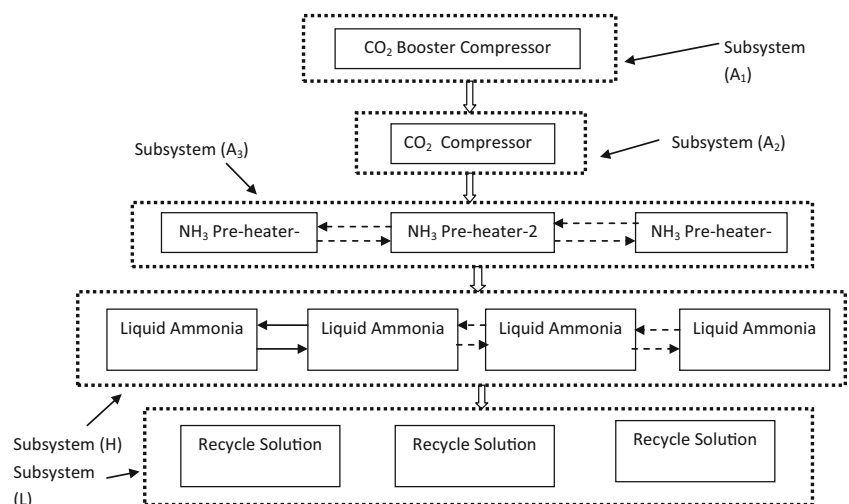 CO₂ Booster Compressor
Subsystem
(A₁)
CO₂ Compressor
Subsystem (A₂)
Subsystem (A₃)
NH₃ Pre-heater-
NH₃ Pre-heater-2
NH₃ Pre-heater-
Liquid Ammonia
Liquid Ammonia
Liquid Ammonia
Liquid Ammonia
Subsystem (H)
Subsystem
(L)
Recycle Solution
Recycle Solution
Recycle Solution